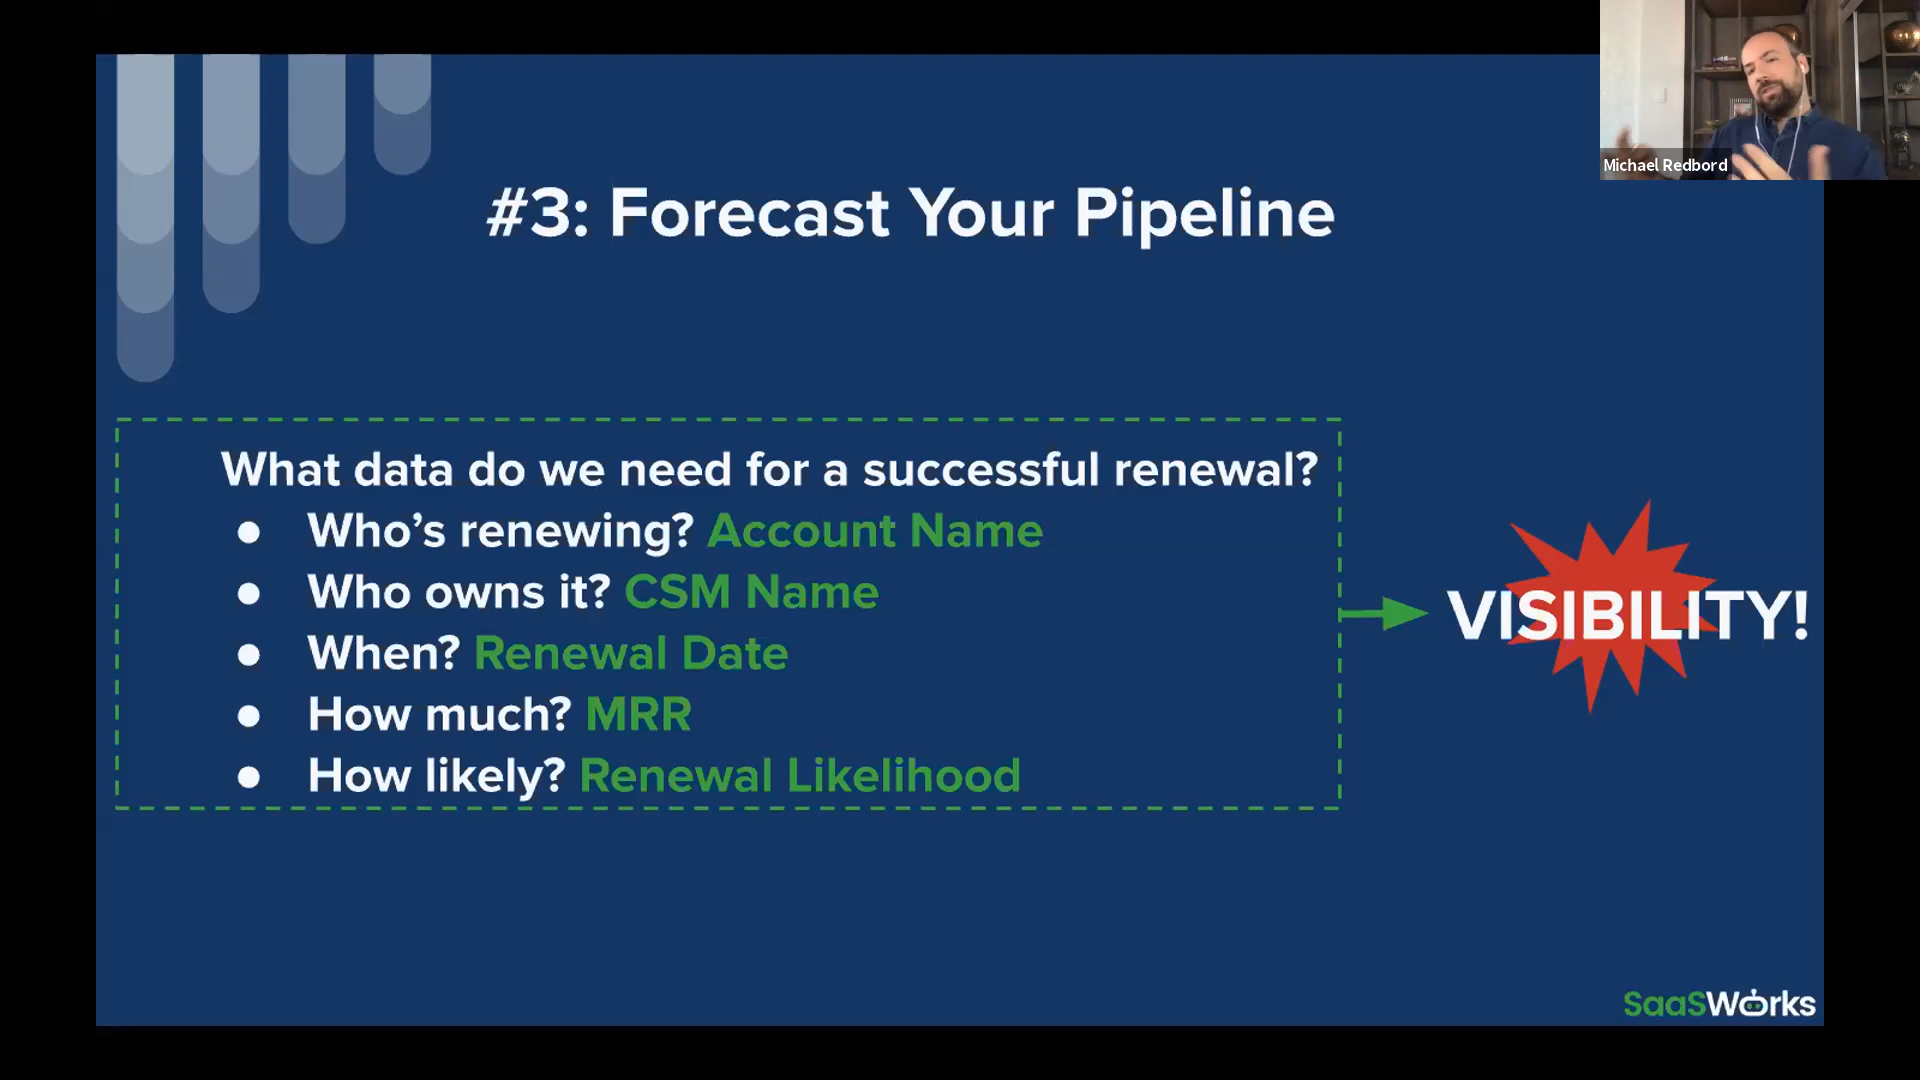 Michael Redbord
#3: Forecast Your Pipeline
What data do we need for a successful renewal?
● Who’s renewing? Account Name
● Who owns it? CSM Name
● When? Renewal Date
● How much? MRR
● How likely? Renewal Likelihood
VISIBILITY!
SaaSWorks